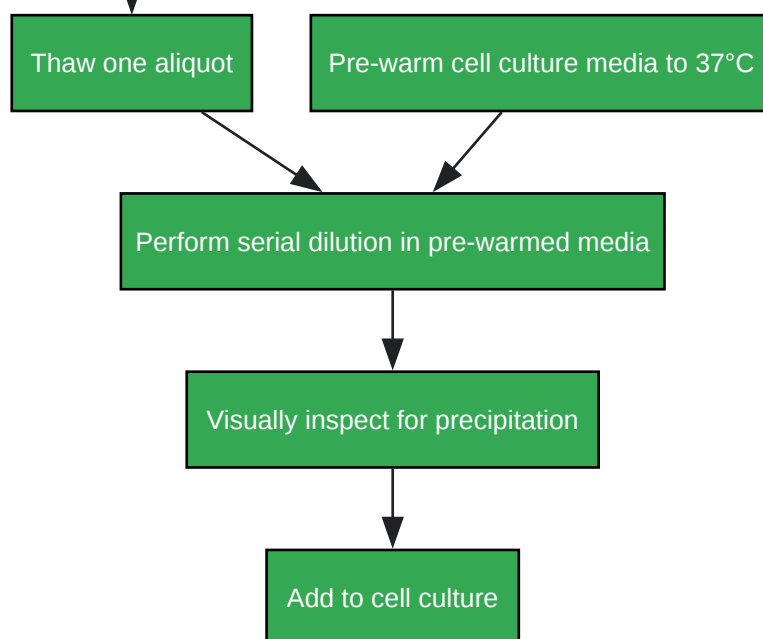 Thaw one aliquot
Pre-warm cell culture media to 37°C
Perform serial dilution in pre-warmed media
Visually inspect for precipitation
Add to cell culture